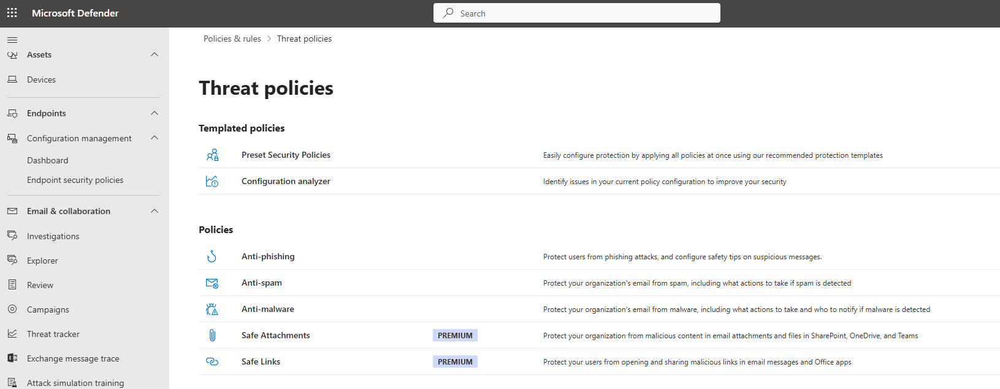 Microsoft Defender
Search
Assets
Devices
Endpoints
Configuration management
Dashboard
Endpoint security policies
Email & collaboration
Investigations
Explorer
Review
Campaigns
Threat tracker
Exchange message trace
Attack simulation training
Policies & rules > Threat policies
Threat policies
Templated policies
Preset Security Policies Easily configure protection by applying all policies at once using our recommended protection templates
Configuration analyzer Identify issues in your current policy configuration to improve your security
Policies
Anti-phishing Protect users from phishing attacks, and configure safety tips on suspicious messages.
Anti-spam Protect your organization's email from spam, including what actions to take if spam is detected
Anti-malware Protect your organization's email from malware, including what actions to take and who to notify if malware is detected
Safe Attachments PREMIUM Protect your organization from malicious content in email attachments and files in SharePoint, OneDrive, and Teams
Safe Links PREMIUM Protect your users from opening and sharing malicious links in email messages and Office apps